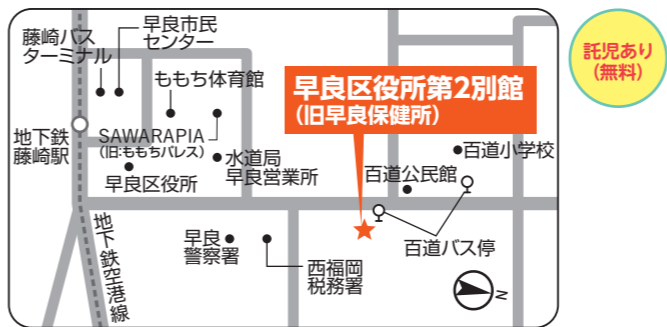 藤崎バス
ターミナル
早良市民
センター
ももち体育館
早良区役所第2別館
(旧早良保健所)
託児あり
(無料)
地下鉄
藤崎駅
SAWARAPIA
(旧:ももちパレス)
早良区役所
水道局
早良営業所
百道小学校
百道公民館
地下鉄空港線
早良
警察署
西福岡
税務署
百道バス停
N